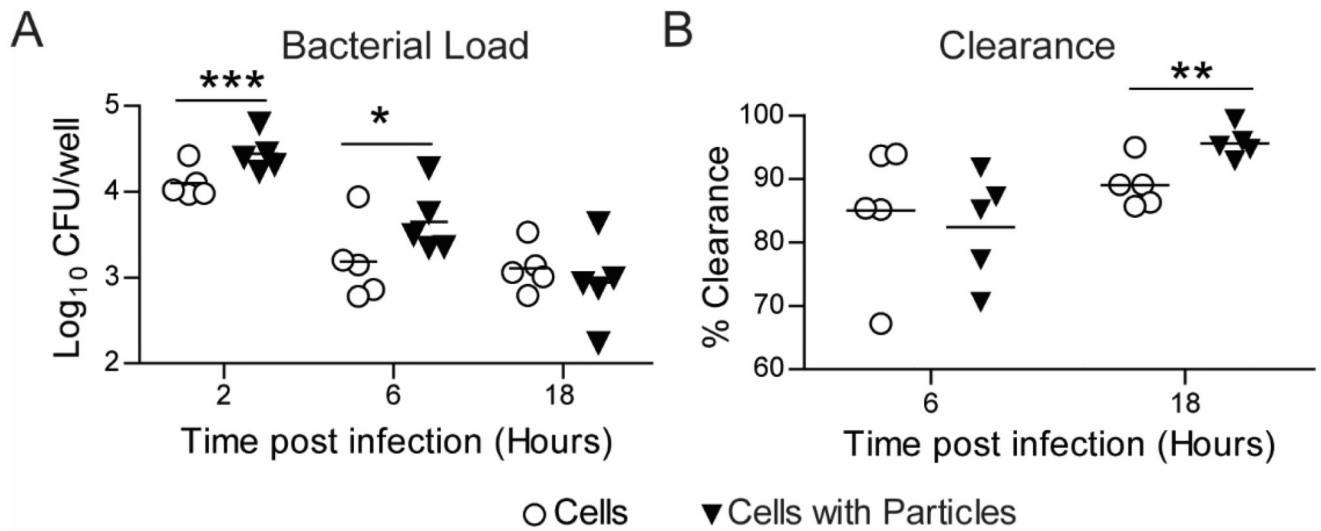 A
Bacterial Load
***
*
Log10 CFU/well
5
4
3
2
2 6 18
Time post infection (Hours)
B
Clearance
**
% Clearance
100
90
80
70
60
6 18
Time post infection (Hours)
Cells Cells with Particles